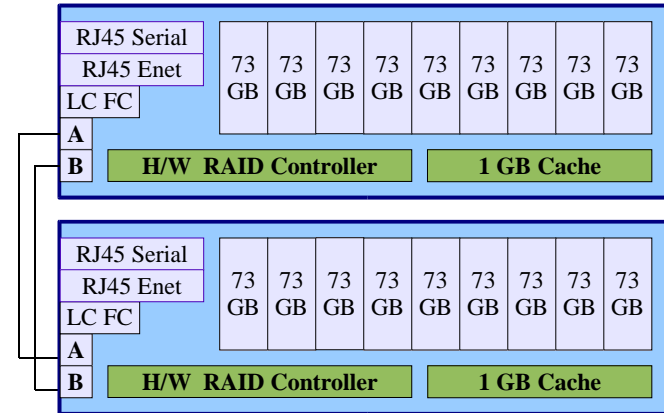 RJ45 Serial
RJ45 Enet
LC FC
A
B
73 73 73 73 73 73 73 73 73
GB GB GB GB GB GB GB GB GB
H/W RAID Controller
1 GB Cache
RJ45 Serial
RJ45 Enet
LC FC
A
B
73 73 73 73 73 73 73 73 73
GB GB GB GB GB GB GB GB GB
H/W RAID Controller
1 GB Cache